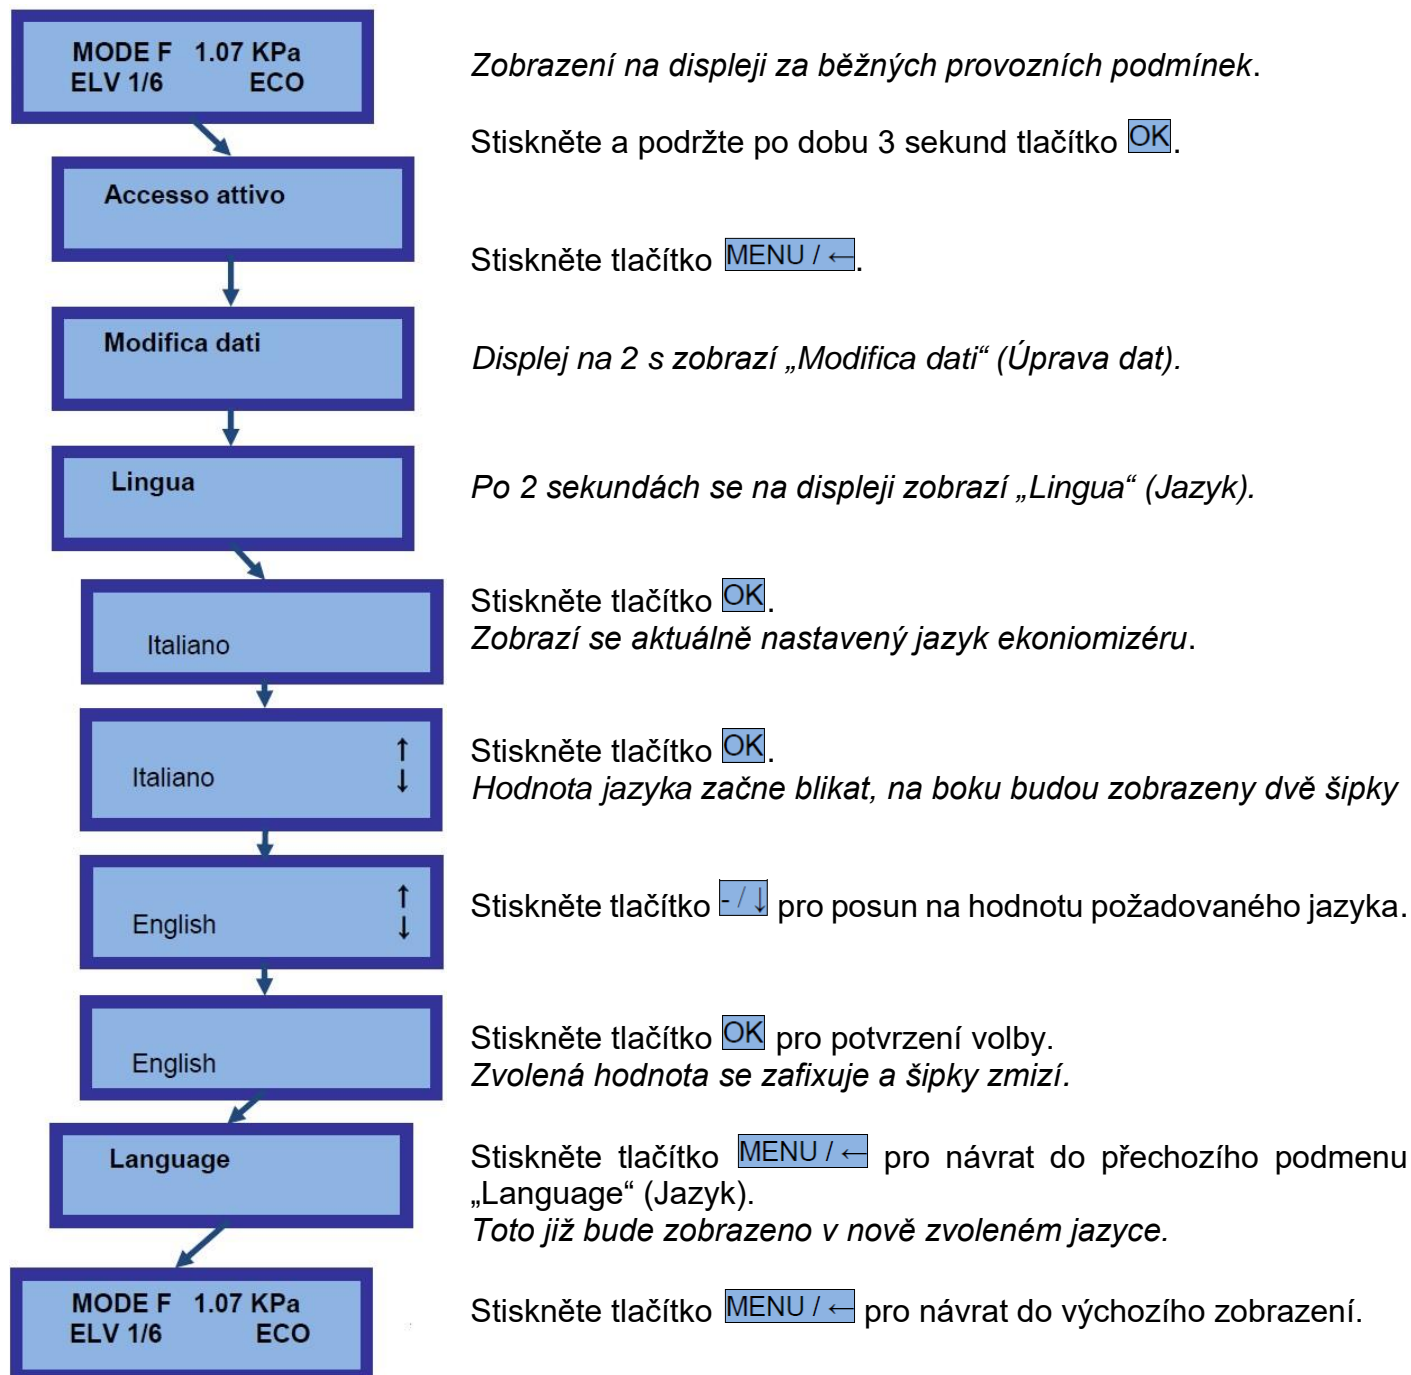 MODE F 1.07 KPa
ELV 1/6 ECO
Zobrazení na displeji za běžných provozních podmínek.
Stiskněte a podržte po dobu 3 sekund tlačítko OK.
Accesso attivo
Stiskněte tlačítko MENU / ←.
Modifica dati
Displej na 2 s zobrazí „Modifica dati“ (Úprava dat).
Lingua
Po 2 sekundách se na displeji zobrazí „Lingua“ (Jazyk).
Stiskněte tlačítko OK.
Zobrazí se aktuálně nastavený jazyk ekoniomizéru.
Italiano
Stiskněte tlačítko OK.
Hodnota jazyka začne blikat, na boku budou zobrazeny dvě šipky
↑
Italiano ↓
Stiskněte tlačítko - / ↓ pro posun na hodnotu požadovaného jazyka.
↑
English ↓
Stiskněte tlačítko OK pro potvrzení volby.
Zvolená hodnota se zafixuje a šipky zmizí.
English
Language
Stiskněte tlačítko MENU / ← pro návrat do přechozího podmenu
„Language“ (Jazyk).
Toto již bude zobrazeno v nově zvoleném jazyce.
MODE F 1.07 KPa
ELV 1/6 ECO
Stiskněte tlačítko MENU / ← pro návrat do výchozího zobrazení.